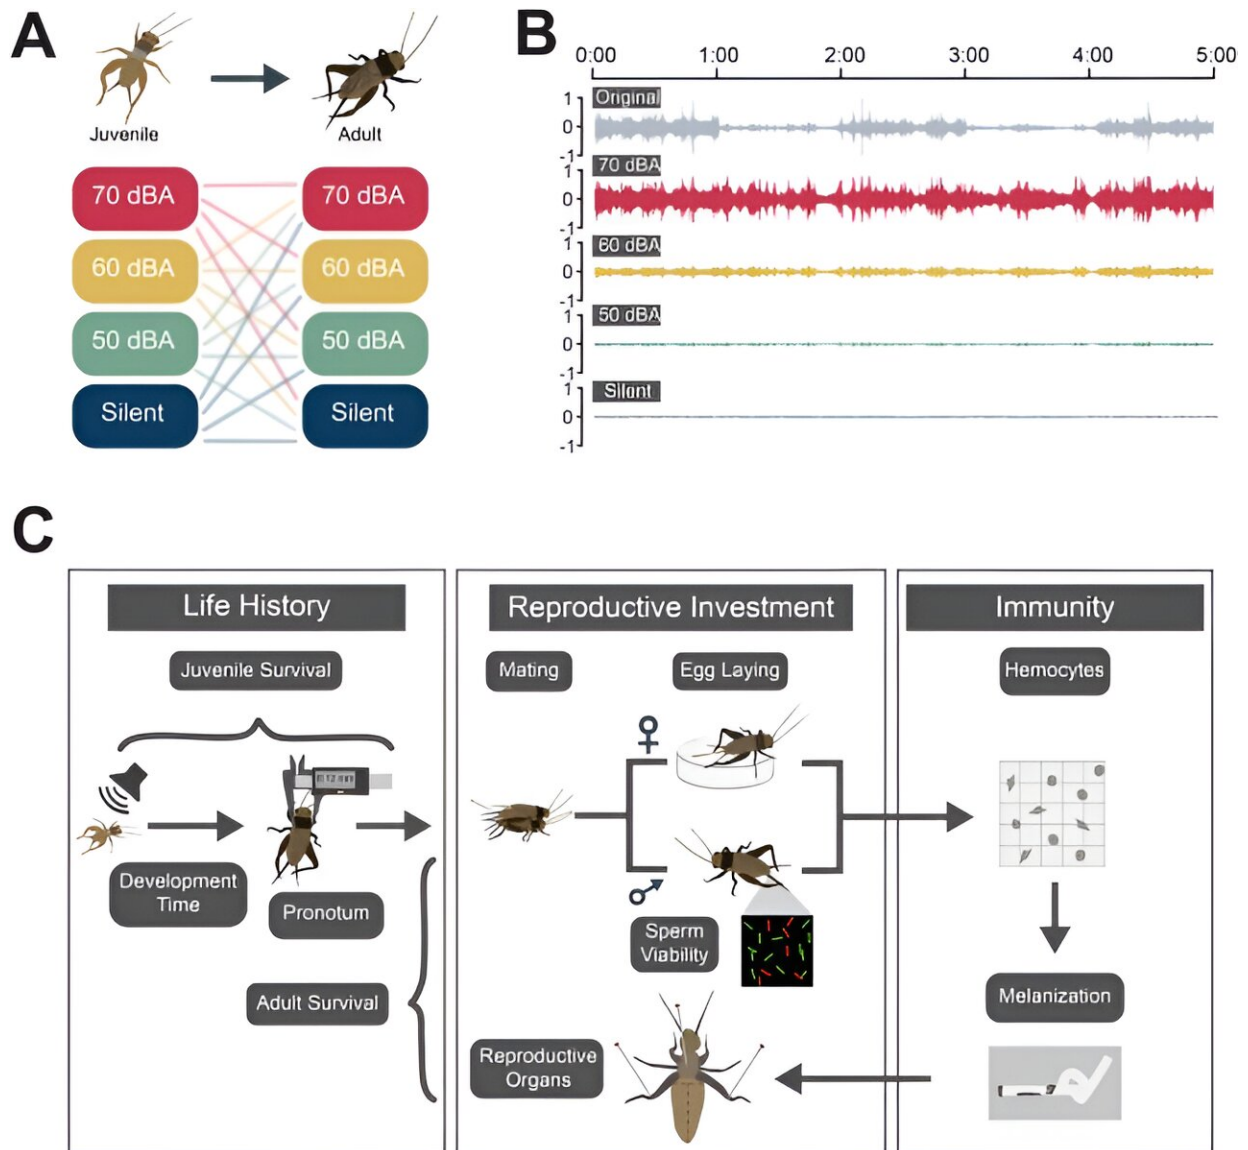 A
Juvenile
Adult
70 dBA
70 dBA
60 dBA
60 dBA
50 dBA
50 dBA
Silent
Silent
B
0:00 1:00 2:00 3:00 4:00 5:00
Original
1
0
-1
70 dBA
1
0
-1
60 dBA
1
0
-1
50 dBA
1
0
-1
Silent
1
0
-1
C
Life History
Juvenile Survival
Development
Time
Pronotum
Adult Survival
Reproductive Investment
Mating
Egg Laying
♀
♂
Sperm
Viability
Reproductive
Organs
Immunity
Hemocytes
Melanization